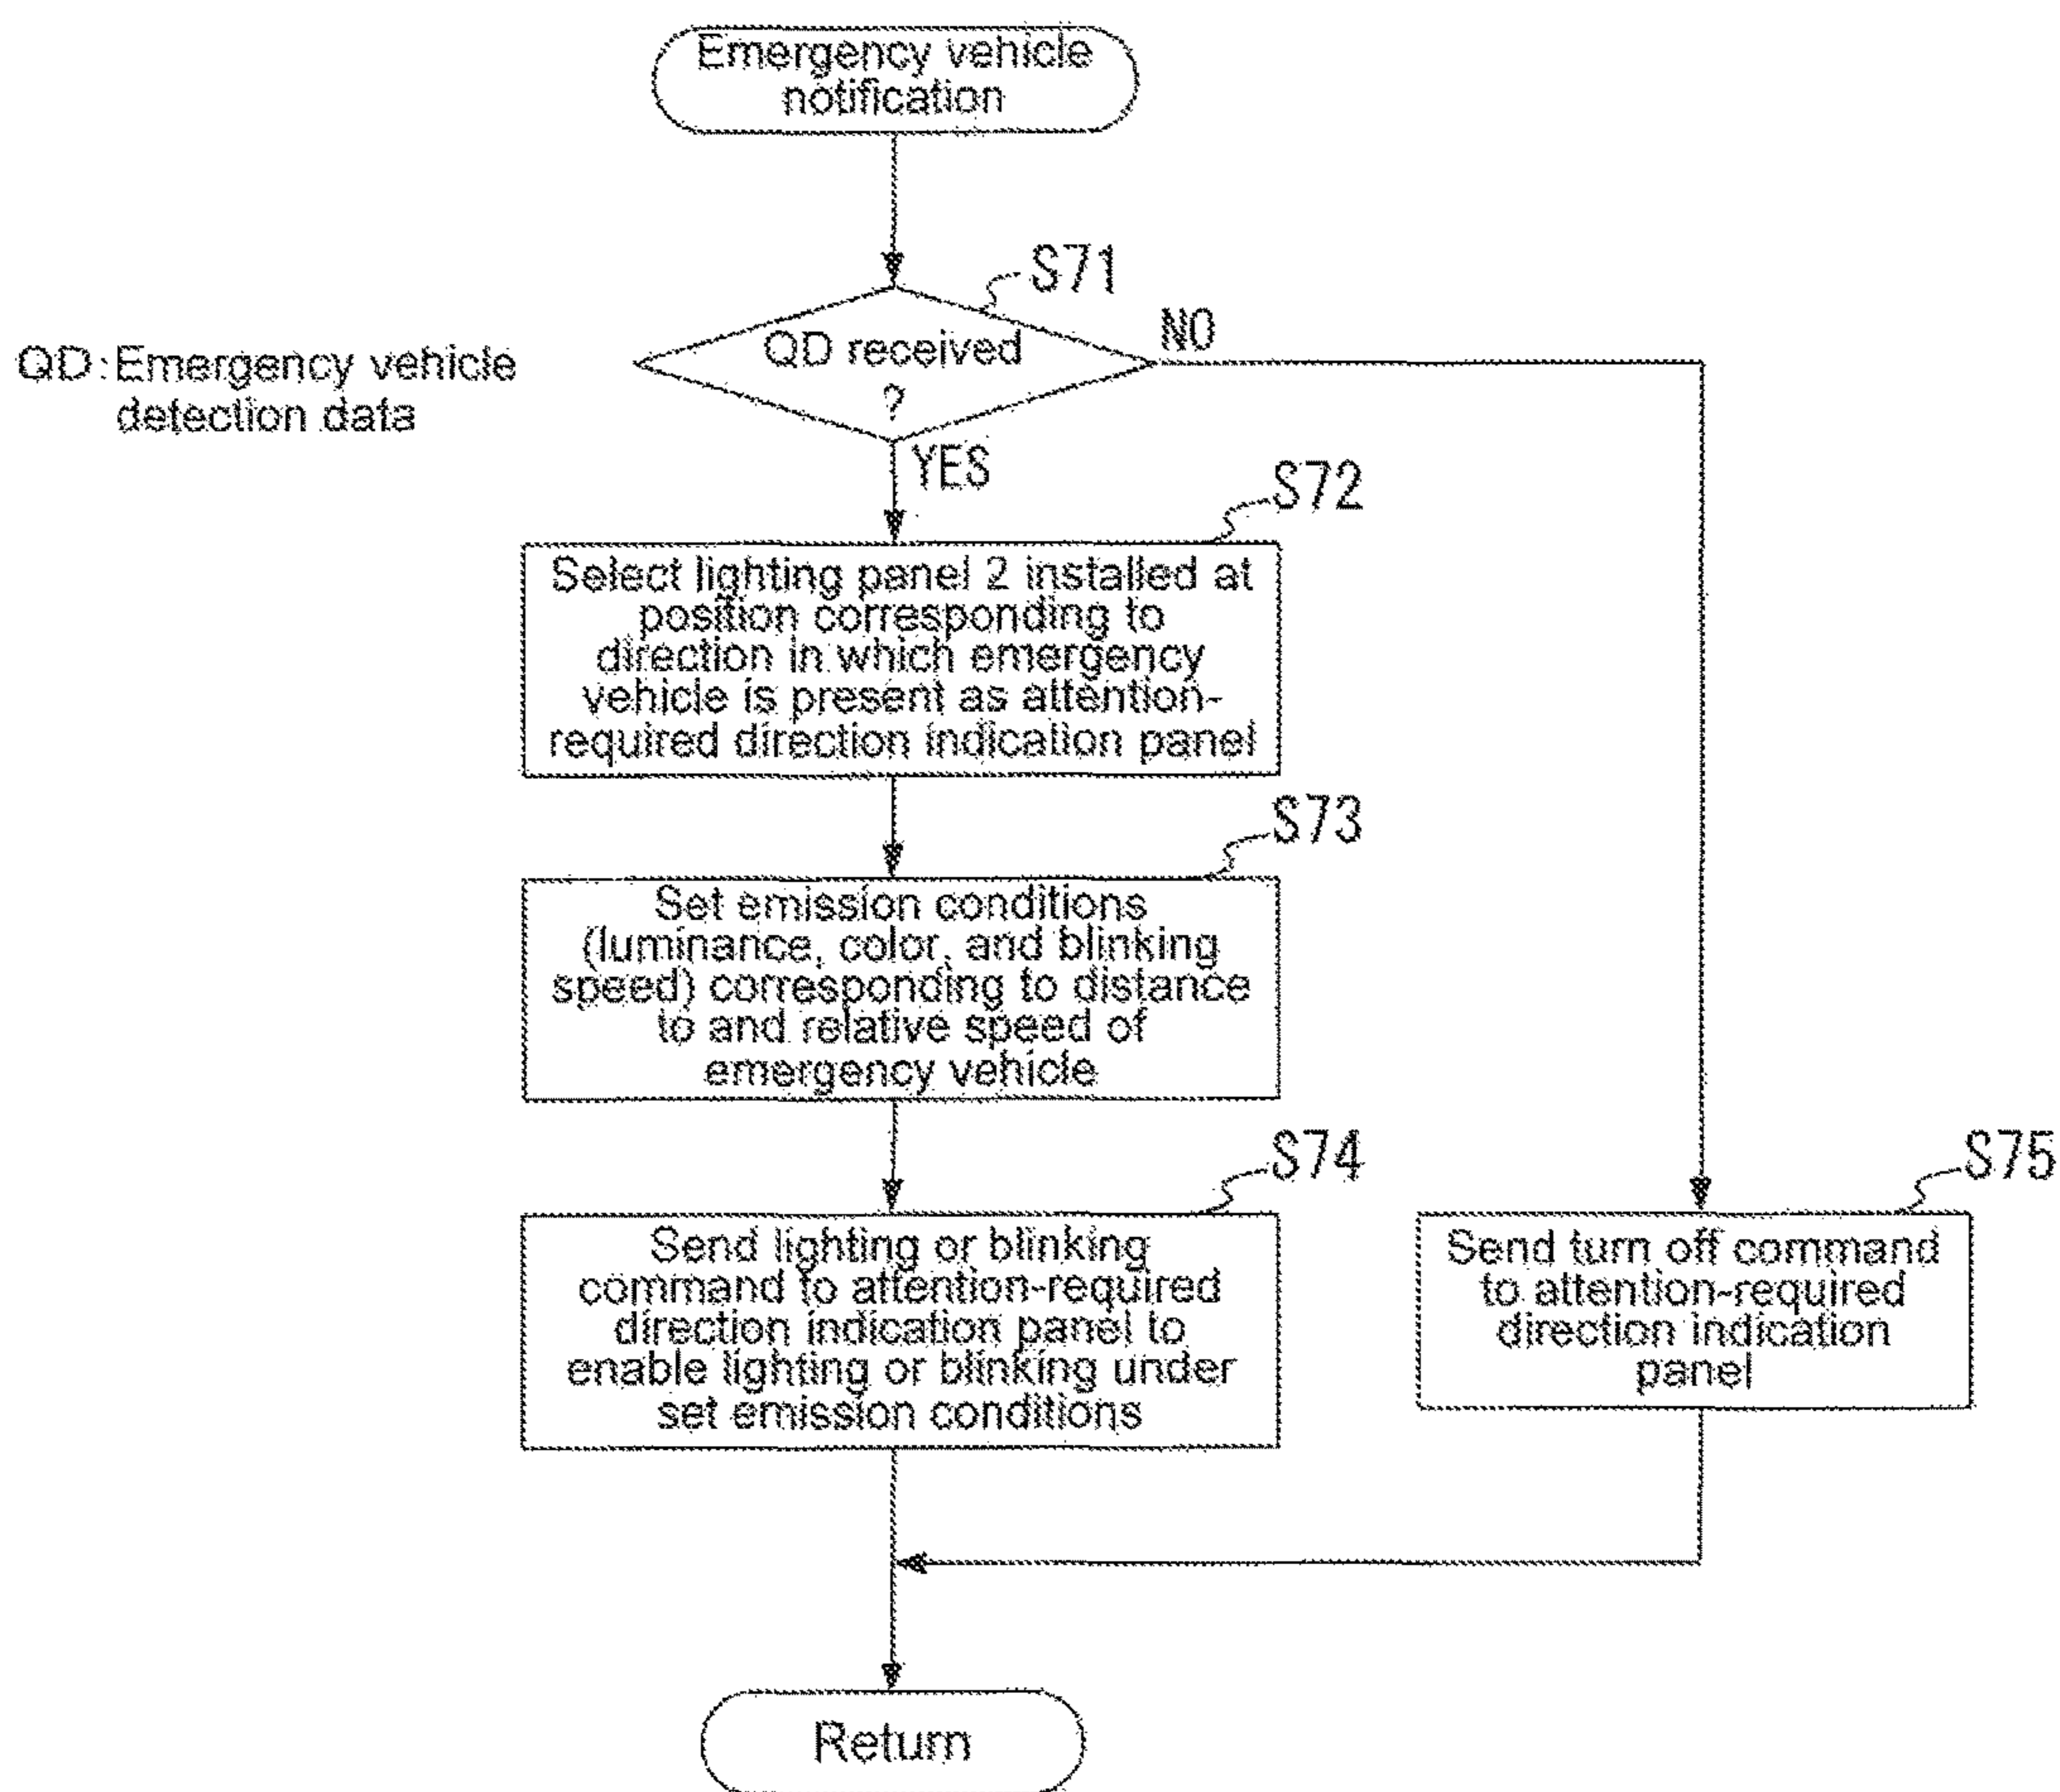 Emergency vehicle
notification
S71
QD received
?
NO
QD:Emergency vehicle
detection data
YES
S72
Select lighting panel 2 installed at
position corresponding to
direction in which emergency
vehicle is present as attention-
required direction indication panel
S73
Set emission conditions
(luminance, color, and blinking
speed) corresponding to distance
to and relative speed of
emergency vehicle
S74
Send lighting or blinking
command to attention-required
direction indication panel to
enable lighting or blinking under
set emission conditions
S75
Send turn off command
to attention-required
direction indication
panel
Return